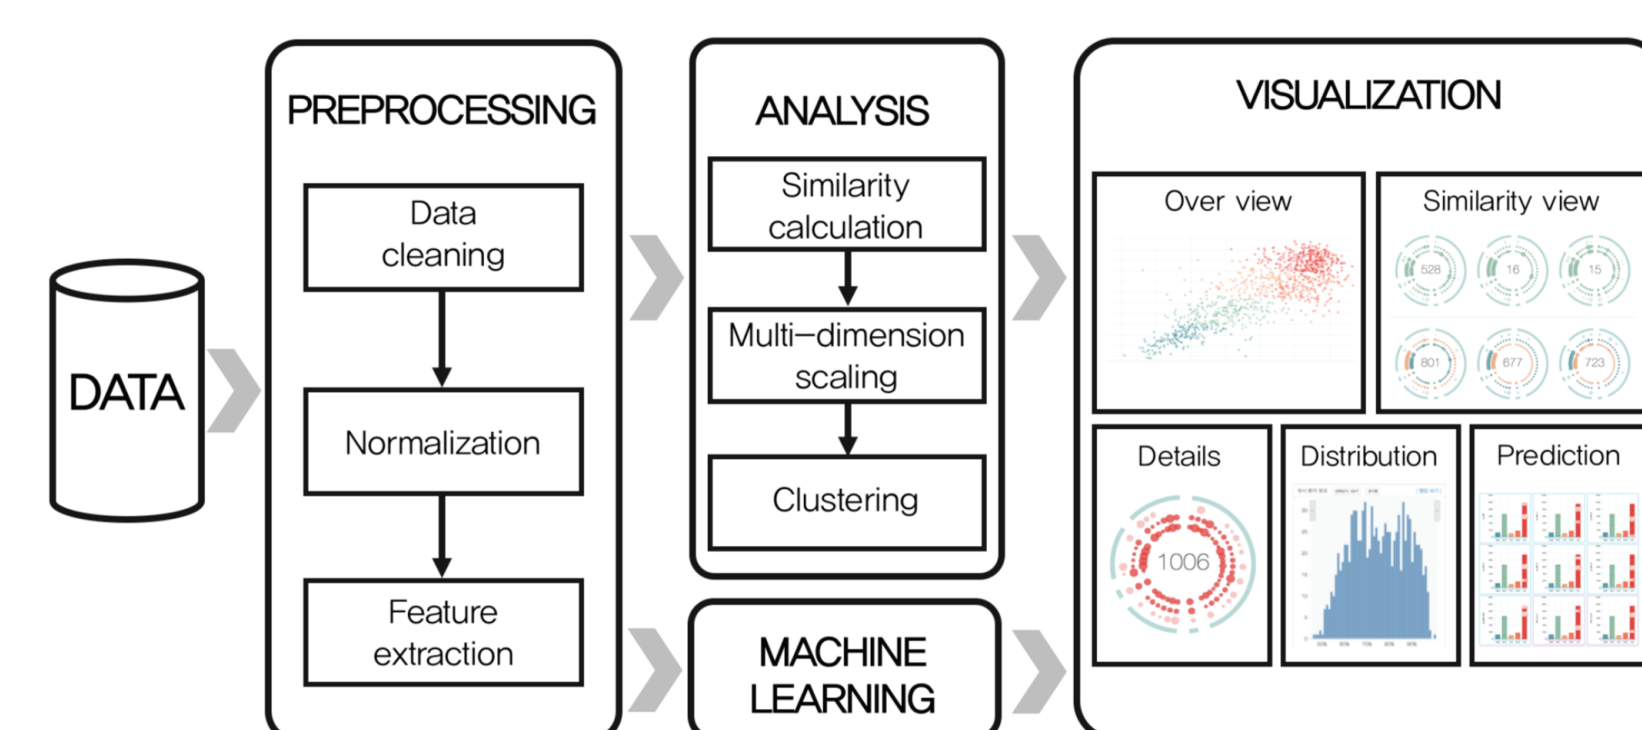 DATA
PREPROCESSING
Data
cleaning
Normalization
Feature
extraction
ANALYSIS
Similarity
calculation
Multi–dimension
scaling
Clustering
MACHINE
LEARNING
VISUALIZATION
Over view
Similarity view
528
16
15
801
677
723
Details
1006
Distribution
Prediction